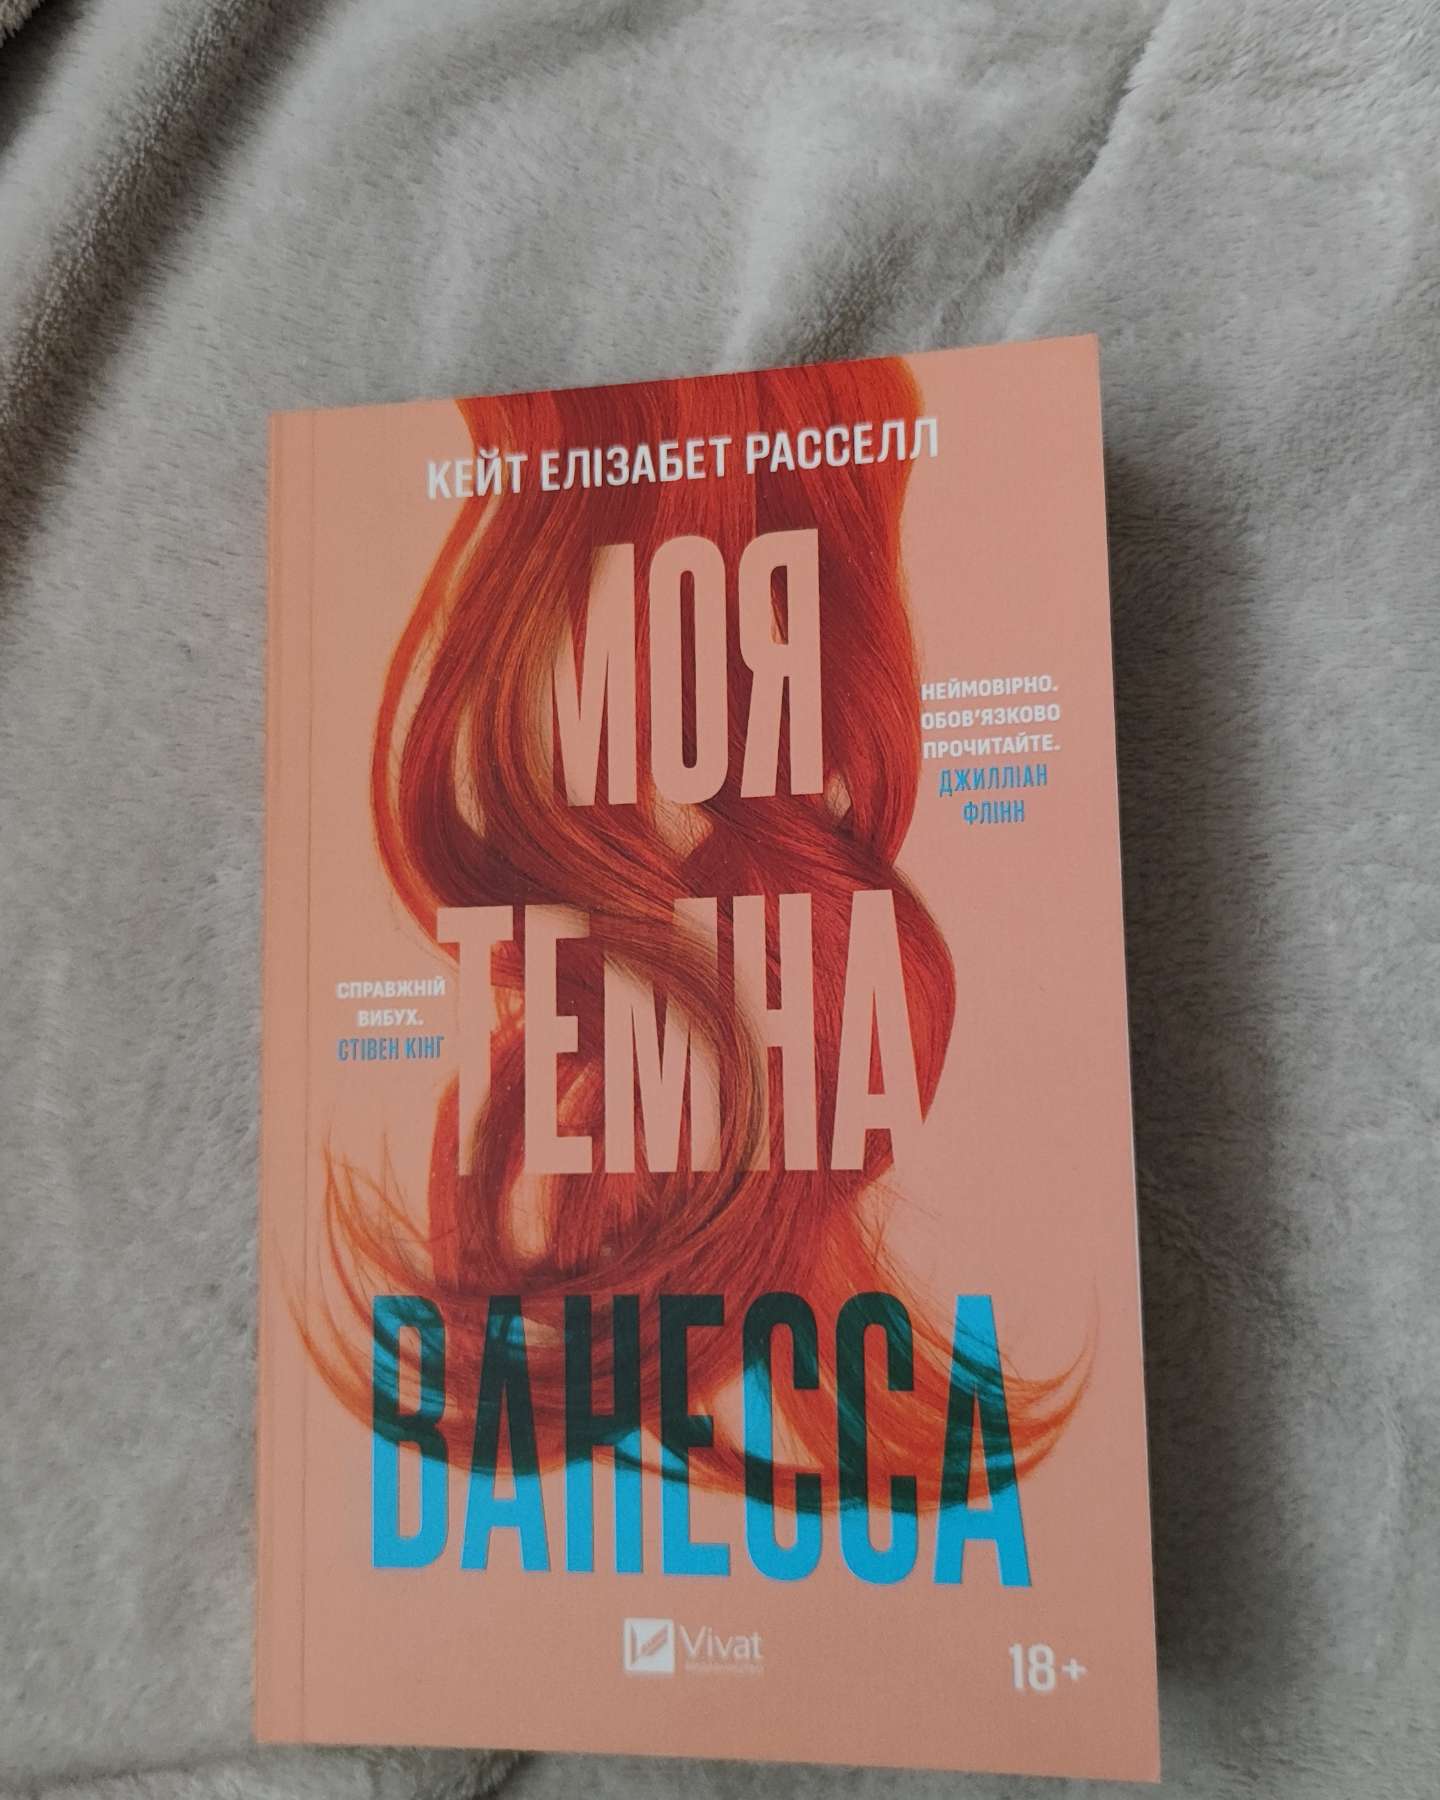 КЕЙТ ЕЛІЗАБЕТ РАССЕЛЛ
МОЯ
НЕЙМОВІРНО.
ОБОВ'ЯЗКОВО
ПРОЧИТАЙТЕ.
ДЖИЛЛІАН
ФЛІНН
ТЕМНА
СПРАВЖНІЙ
ВИБУХ.
СТІВЕН КІНГ
ВАНЕССА
Vivat
18+